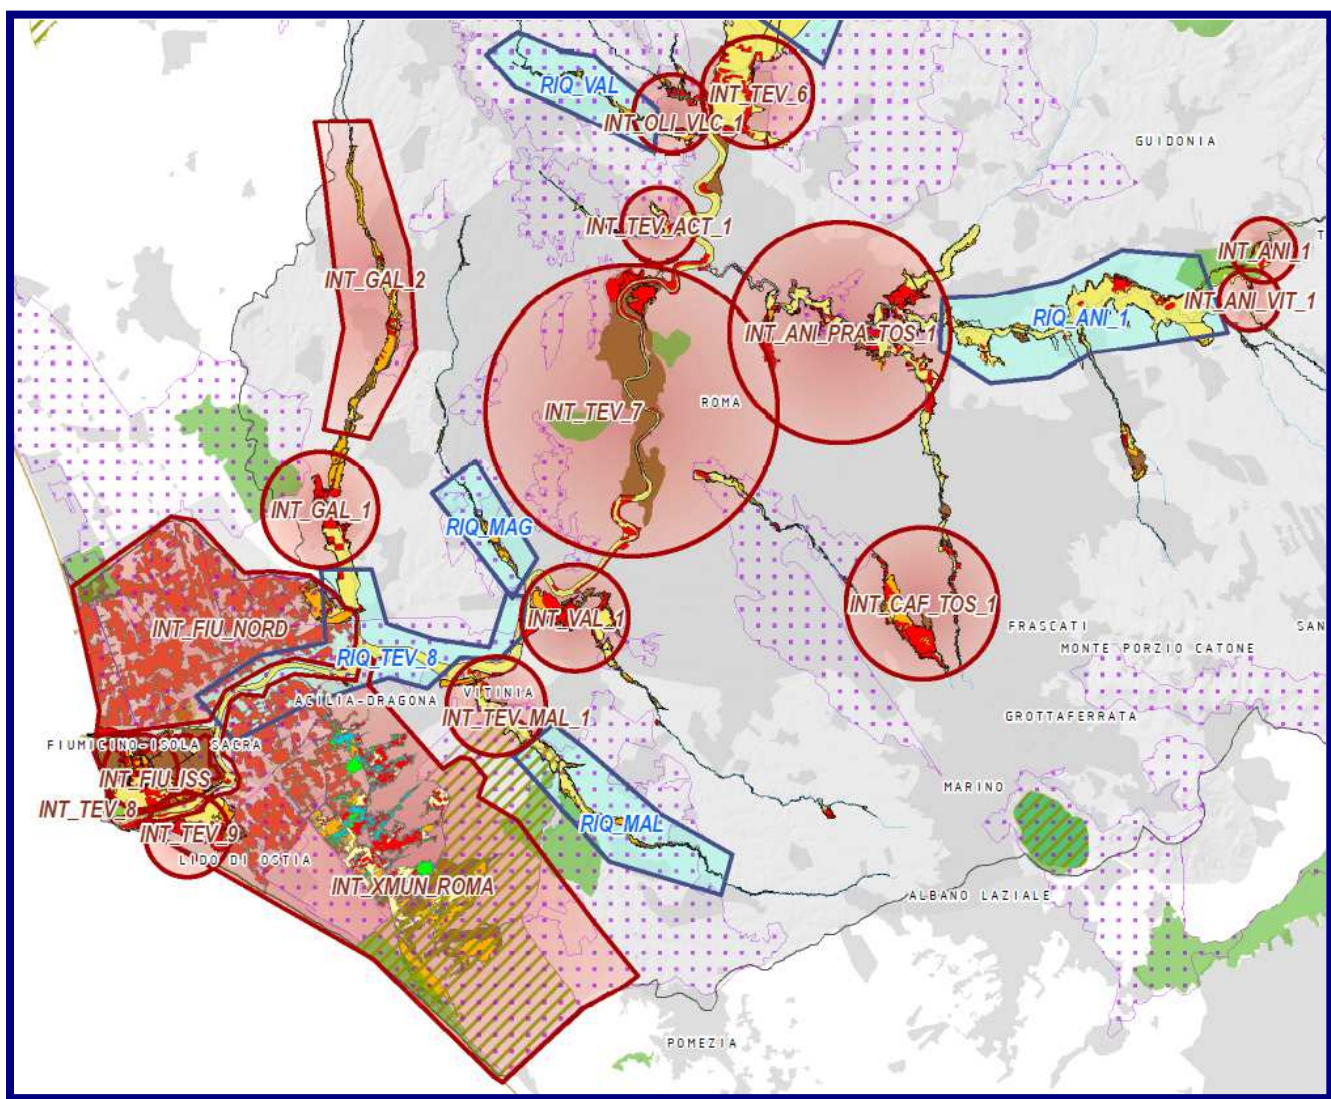 RIQ_VAL
INT_TEV_6
INT_OLI_VLC_1
GUIDONIA
INT_TEV_ACT_1
T
INT_ANI_1
INT_GAL_2
INT_ANI_VIT_1
RIQ_ANI_1
INT_ANI_PRA_TOS_1
ROMA
INT_TEV_7
INT_GAL_1
RIQ_MAG
INT_CAF_TOS_1
INT_VAL_1
INT_FIU_NORD
FRASCATI
SAN
MONTE PORZIO CATONE
RIQ_TEV_8
VITINIA
ACILIA-DRAGONA
INT_TEV_MAL_1
GROTTAFERRATA
FIUMICINO-ISOLA SACRA
INT_FIU_ISS
MARINO
INT_TEV_8
RIQ_MAL
INT_TEV_9
LIDO DI OSTIA
INT_XMUN_ROMA
ALBANO LAZIALE
POMEZIA